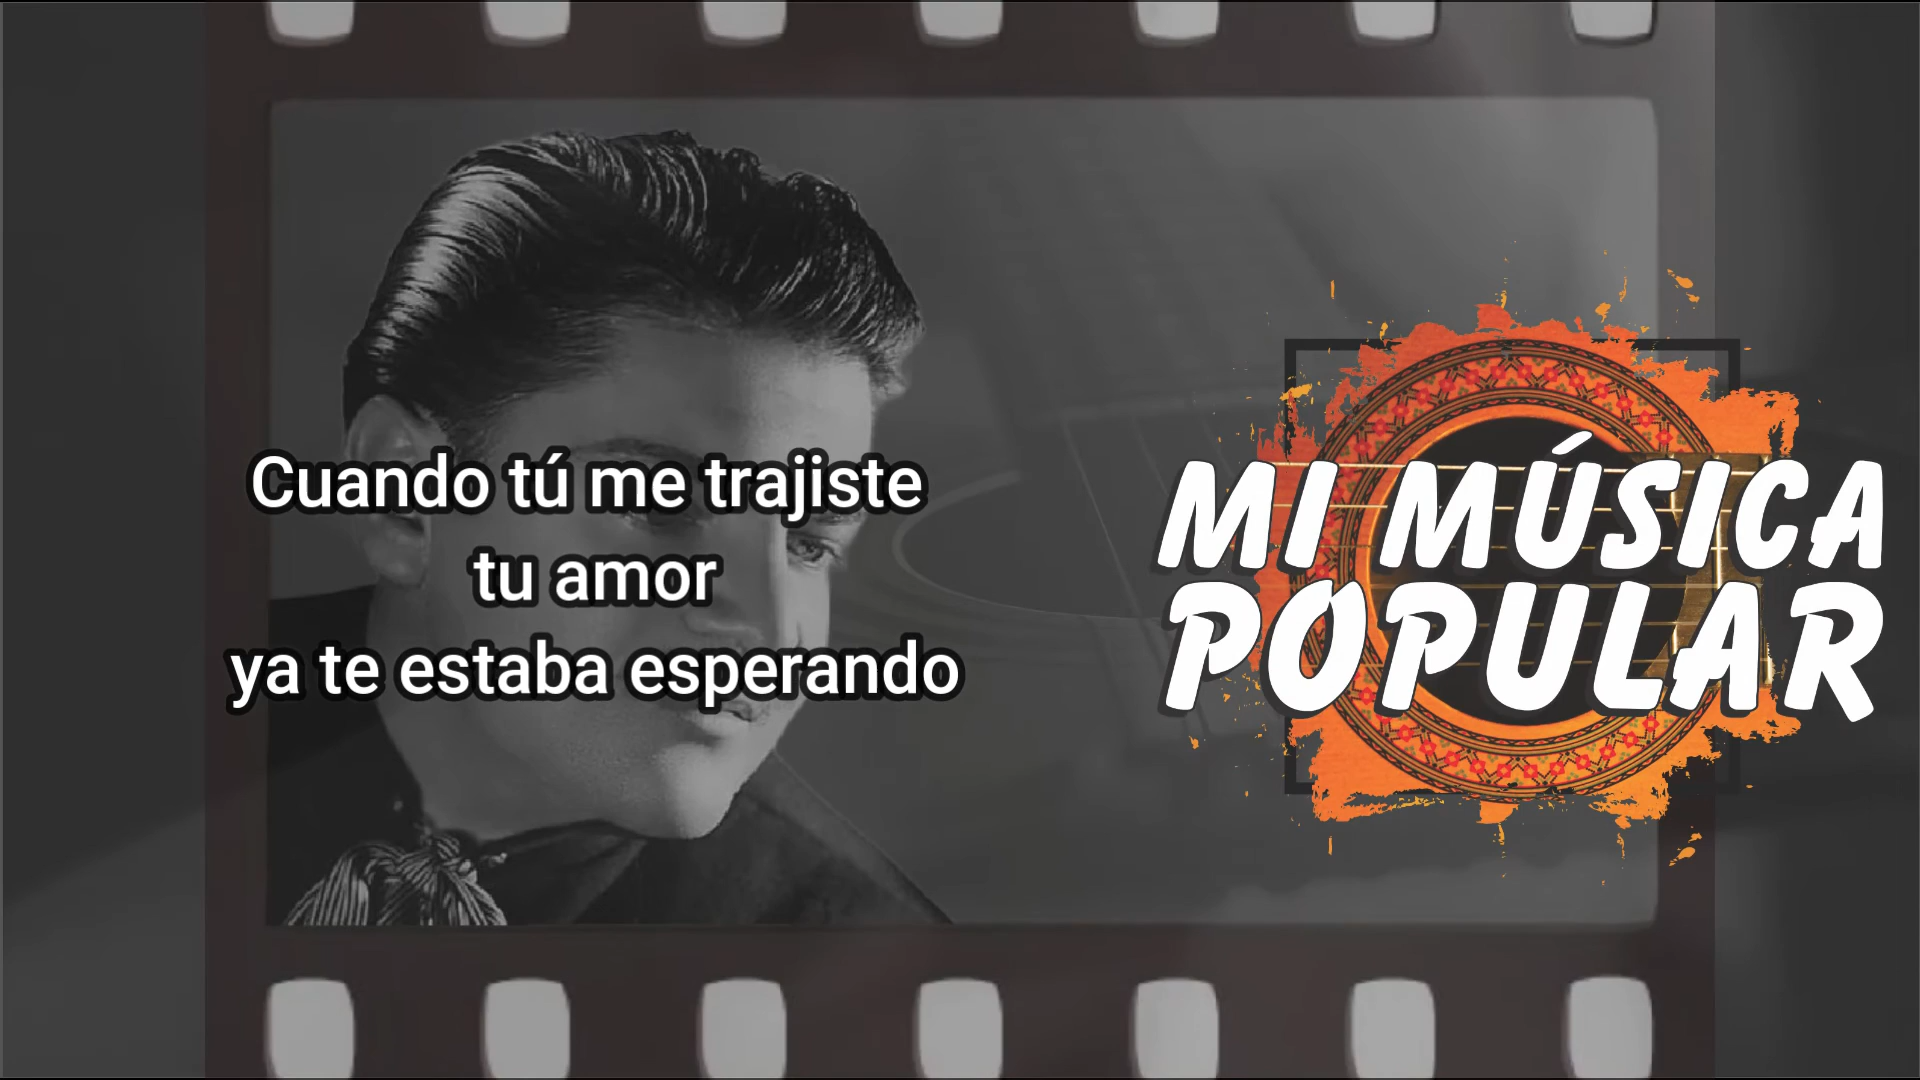 Cuando tú me trajiste
tu amor
ya te estaba esperando
MI MÚSICA
POPULAR